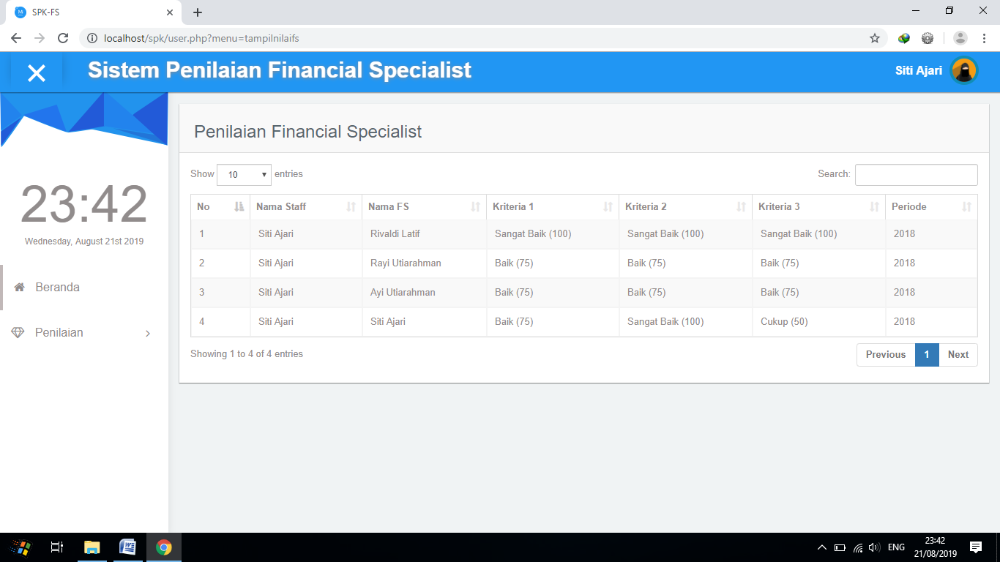 SPK-FS
localhost/spk/user.php?menu=tampilnilaifs
Sistem Penilaian Financial Specialist
Siti Ajari
23:42
Wednesday, August 21st 2019
Beranda
Penilaian
Penilaian Financial Specialist
Show 10 entries
Search:
No Nama Staff Nama FS Kriteria 1 Kriteria 2 Kriteria 3 Periode
1 Siti Ajari Rivaldi Latif Sangat Baik (100) Sangat Baik (100) Sangat Baik (100) 2018
2 Siti Ajari Rayi Utiarahman Baik (75) Baik (75) Baik (75) 2018
3 Siti Ajari Ayi Utiarahman Baik (75) Baik (75) Baik (75) 2018
4 Siti Ajari Siti Ajari Baik (75) Sangat Baik (100) Cukup (50) 2018
Showing 1 to 4 of 4 entries
Previous 1 Next
ENG
23:42
21/08/2019